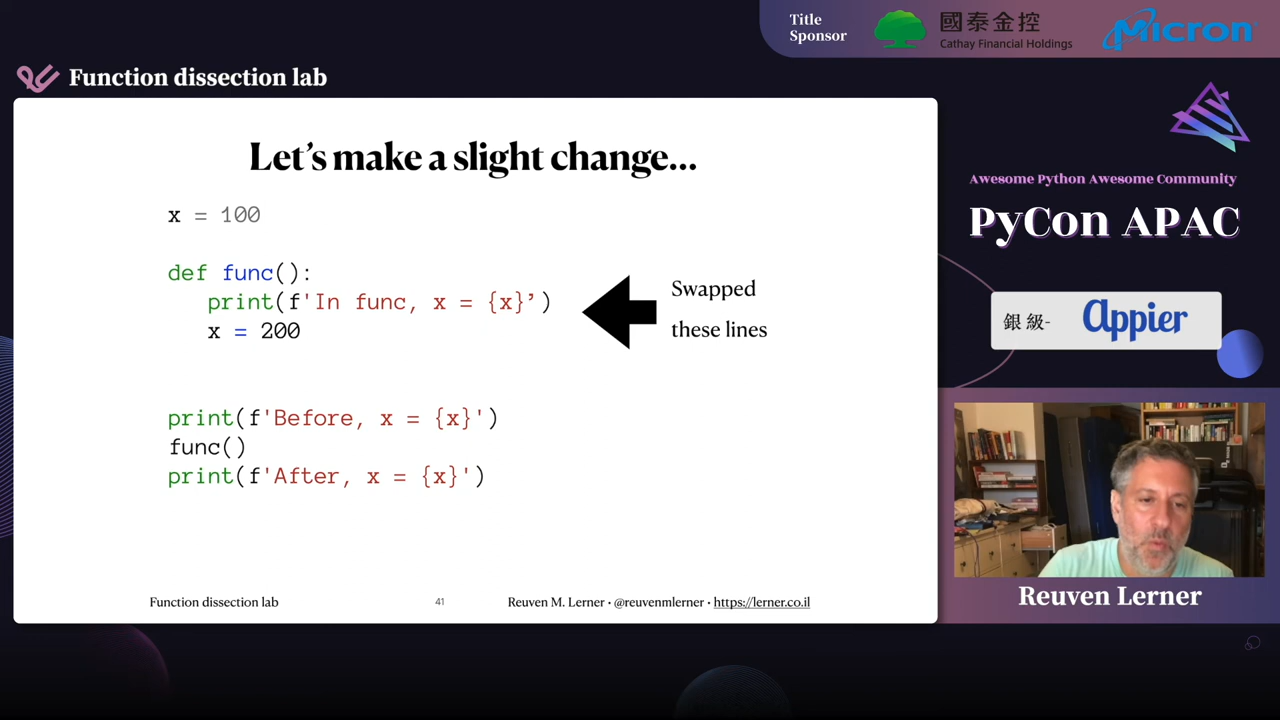 Title
Sponsor
國泰金控
Cathay Financial Holdings
Micron
Function dissection lab
Let’s make a slight change...
x = 100
def func():
print(f'In func, x = {x}’)
x = 200
Swapped
these lines
print(f'Before, x = {x}')
func()
print(f'After, x = {x}')
Function dissection lab
41
Reuven M. Lerner • @reuvenmlerner • https://lerner.co.il
Awesome Python Awesome Community
PyCon APAC
銀級-
Appier
Reuven Lerner